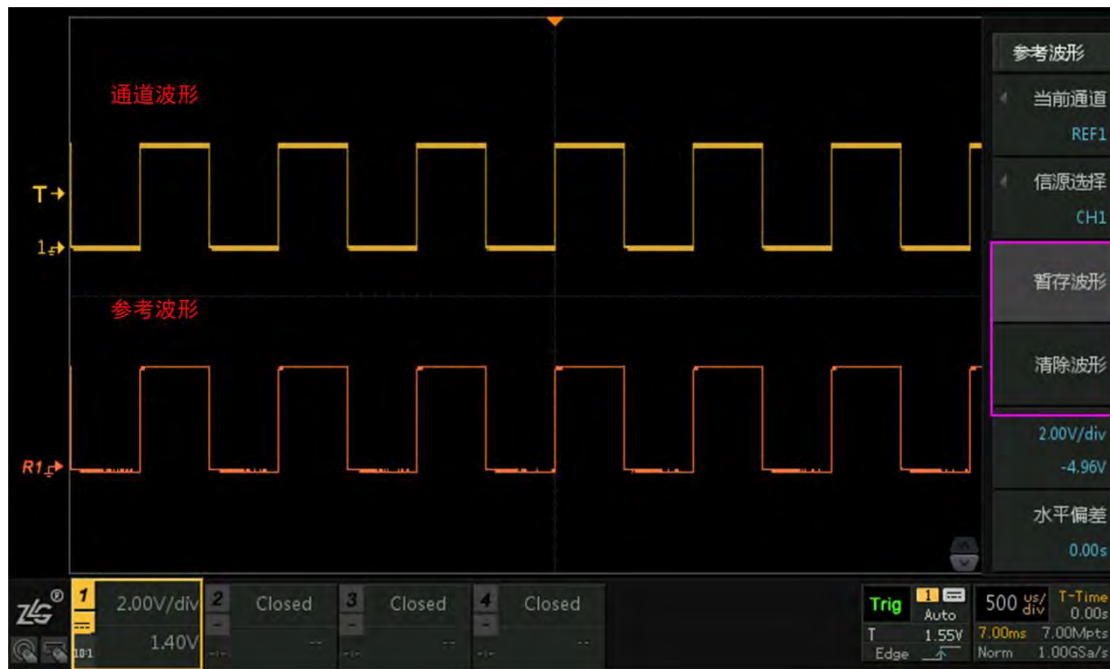 通道波形
T
1
参考波形
R1
参考波形
当前通道
REF1
信源选择
CH1
暂存波形
清除波形
2.00V/div
-4.96V
水平偏差
0.00s
ZLG®
1 2.00V/div
10:1 1.40V
2 Closed
--
3 Closed
--
4 Closed
--
Trig 1 Auto
T 1.55V
Edge
500 us/div T-Time 0.00s
7.00ms 7.00Mpts
Norm 1.00GSa/s